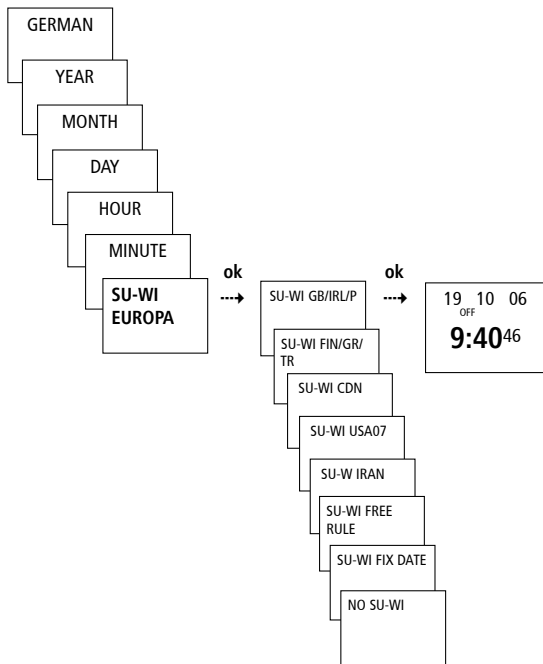 GERMAN
YEAR
MONTH
DAY
HOUR
MINUTE
SU-WI
EUROPA
ok
SU-WI GB/IRL/P
SU-WI FIN/GR/
TR
SU-WI CDN
SU-WI USA07
SU-W IRAN
SU-WI FREE
RULE
SU-WI FIX DATE
NO SU-WI
ok
19 10 06
OFF
9:40 46